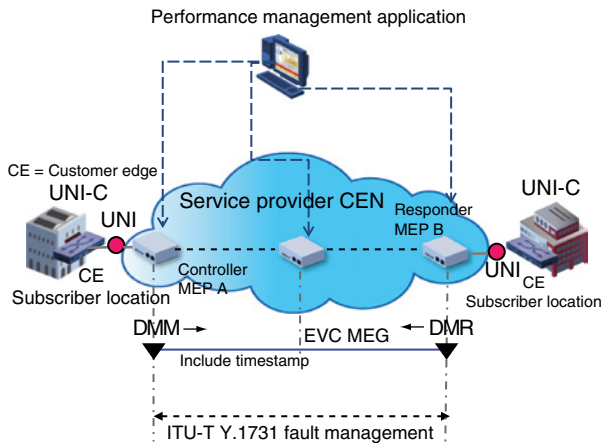 Performance management application
CE = Customer edge
UNI-C
UNI
CE
Subscriber location
Service provider CEN
Controller
MEP A
Responder
MEP B
UNI-C
UNI
CE
Subscriber location
DMM
EVC MEG
DMR
Include timestamp
ITU-T Y.1731 fault management